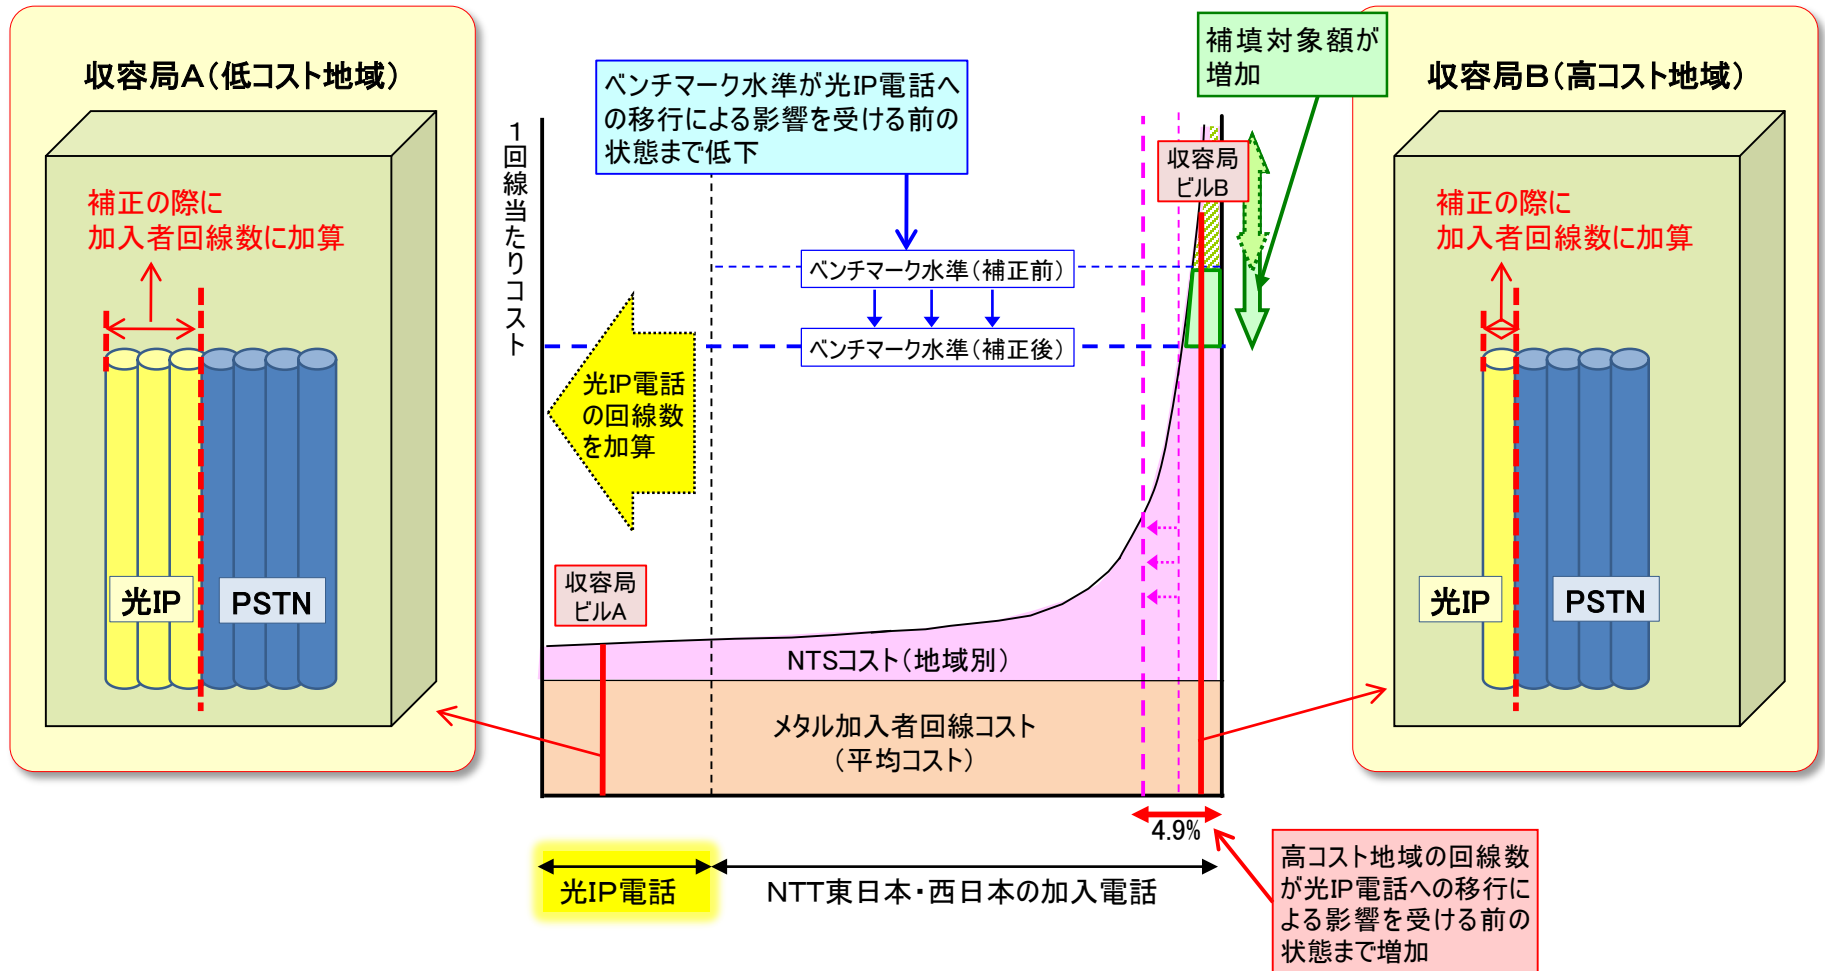 収容局A(低コスト地域)
補正の際に
加入者回線数に加算
光IP
PSTN
1回線当たりコスト
ベンチマーク水準が光IP電話へ
の移行による影響を受ける前の
状態まで低下
ベンチマーク水準(補正前)
ベンチマーク水準(補正後)
光IP電話
の回線数
を加算
収容局
ビルA
収容局
ビルB
NTSコスト(地域別)
メタル加入者回線コスト
(平均コスト)
4.9%
光IP電話
NTT東日本・西日本の加入電話
補填対象額が
増加
収容局B(高コスト地域)
補正の際に
加入者回線数に加算
光IP
PSTN
高コスト地域の回線数
が光IP電話への移行に
よる影響を受ける前の
状態まで増加